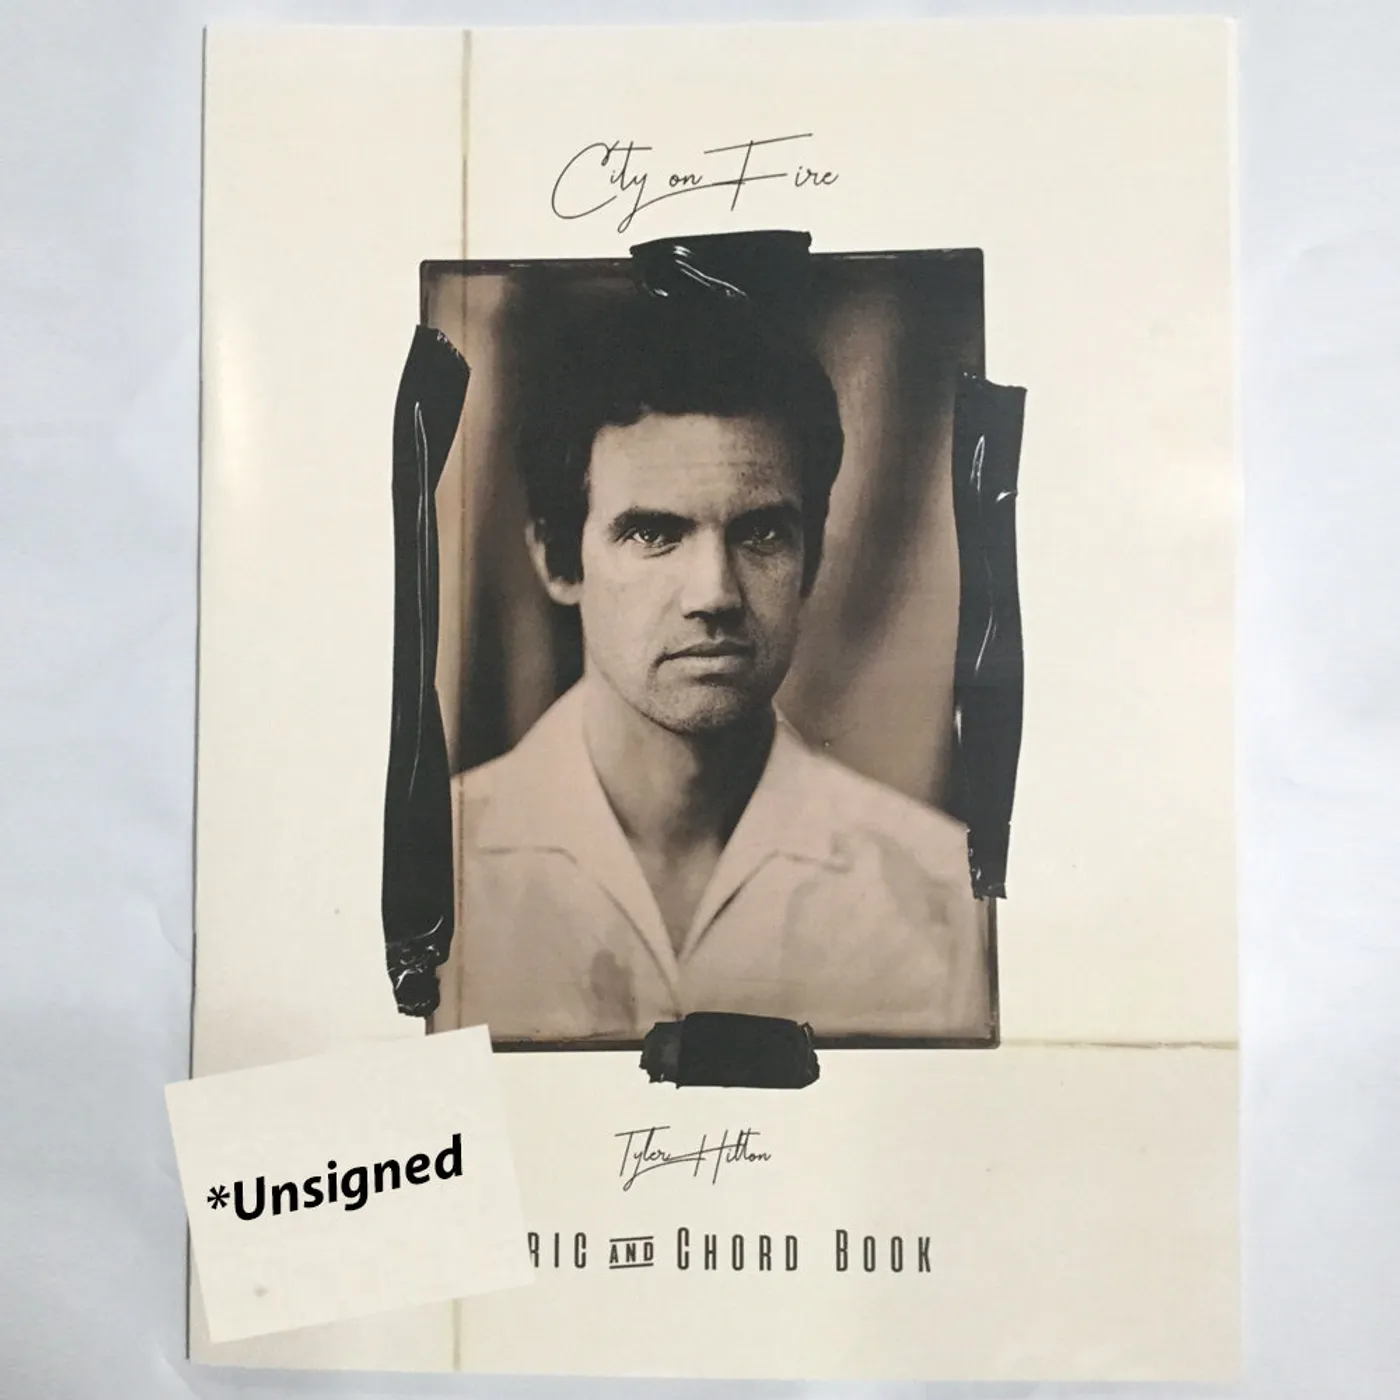 City on Fire
Tyler Hilton
*Unsigned
RIC AND CHORD BOOK